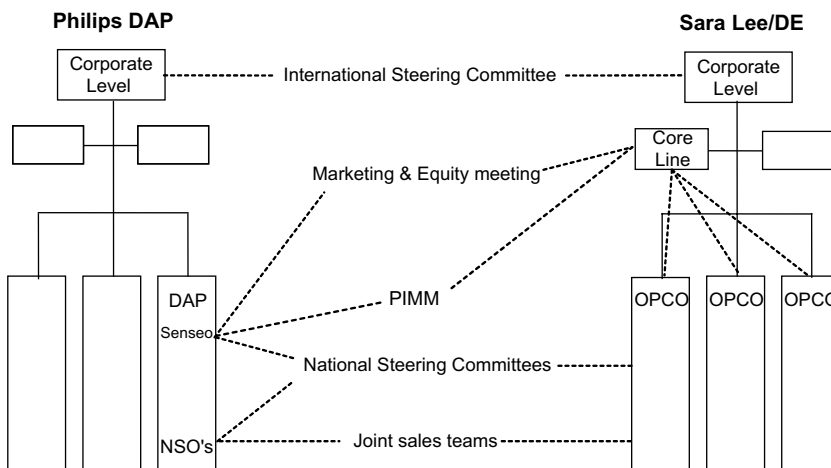 Philips DAP
Sara Lee/DE
Corporate
Level
International Steering Committee
Corporate
Level
Core
Line
Marketing & Equity meeting
DAP
Senseo
PIMM
OPCO
OPCO
OPCO
National Steering Committees
NSO's
Joint sales teams